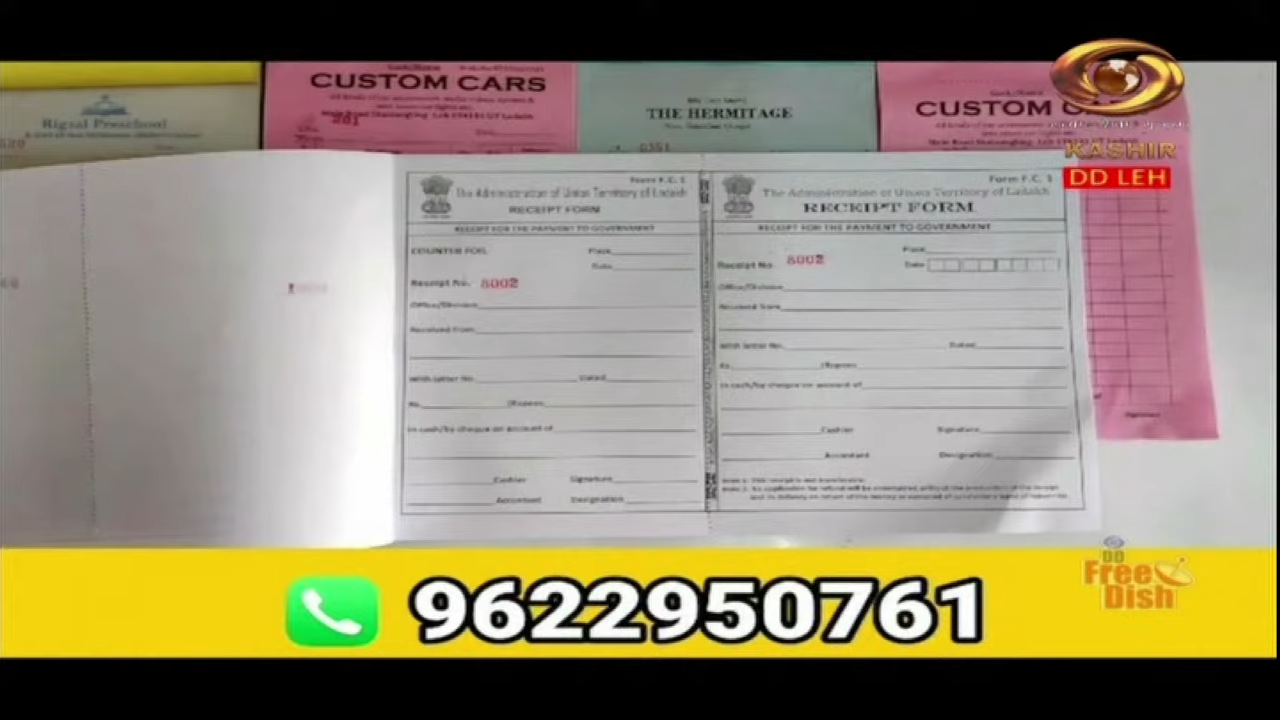 Rigsal Preschool
CUSTOM CARS
281
THE HERMITAGE
6351
CUSTOM CA
KASHIR
DD LEH
Form F.C. 1
The Administration of Union Territory of Ladakh
RECEIPT FORM
RECEIPT FOR THE PAYMENT TO GOVERNMENT
COUNTER FOIL
Place
Date
Receipt No. 8002
Office/Division
Received from
With letter No. Dated
Rs. (Rupees
In cash/by cheque on account of
Cashier Signature
Accountant Designation
Form F.C. 1
The Administration of Union Territory of Ladakh
RECEIPT FORM
RECEIPT FOR THE PAYMENT TO GOVERNMENT
Place
Receipt No. 8002 Date
Office/Division
Received from
With letter No. Dated
Rs. (Rupees
In cash/by cheque on account of
Cashier Signature
Accountant Designation
Signature
9622950761
DD
Free
Dish